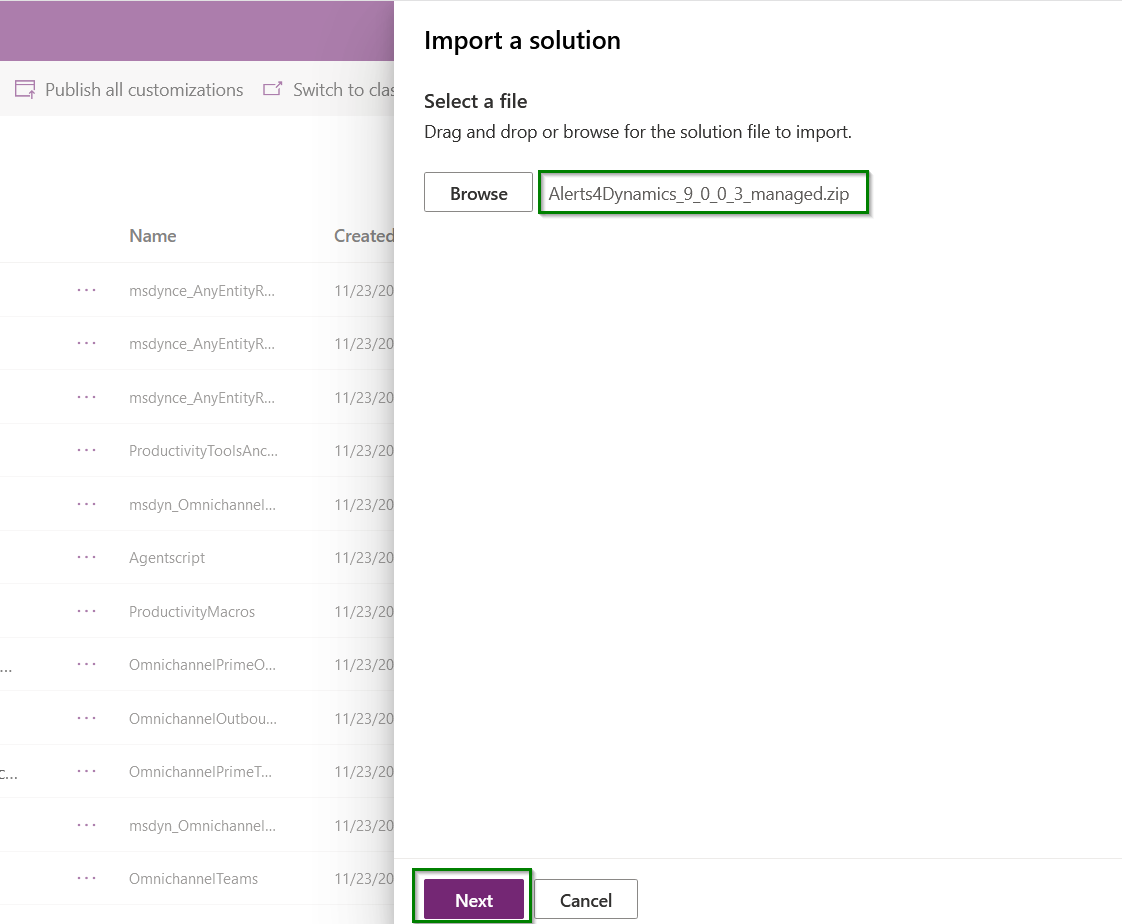 Publish all customizations Switch to clas
Name Created
... msdynce_AnyEntityR... 11/23/20
... msdynce_AnyEntityR... 11/23/20
... msdynce_AnyEntityR... 11/23/20
... ProductivityToolsAnc... 11/23/20
... msdyn_Omnichannel... 11/23/20
... Agentscript 11/23/20
... ProductivityMacros 11/23/20
... ... OmnichannelPrimeO... 11/23/20
... OmnichannelOutbou... 11/23/20
c... ... OmnichannelPrimeT... 11/23/20
... msdyn_Omnichannel... 11/23/20
... OmnichannelTeams 11/23/20
Import a solution
Select a file
Drag and drop or browse for the solution file to import.
Browse Alerts4Dynamics_9_0_0_3_managed.zip
Next Cancel